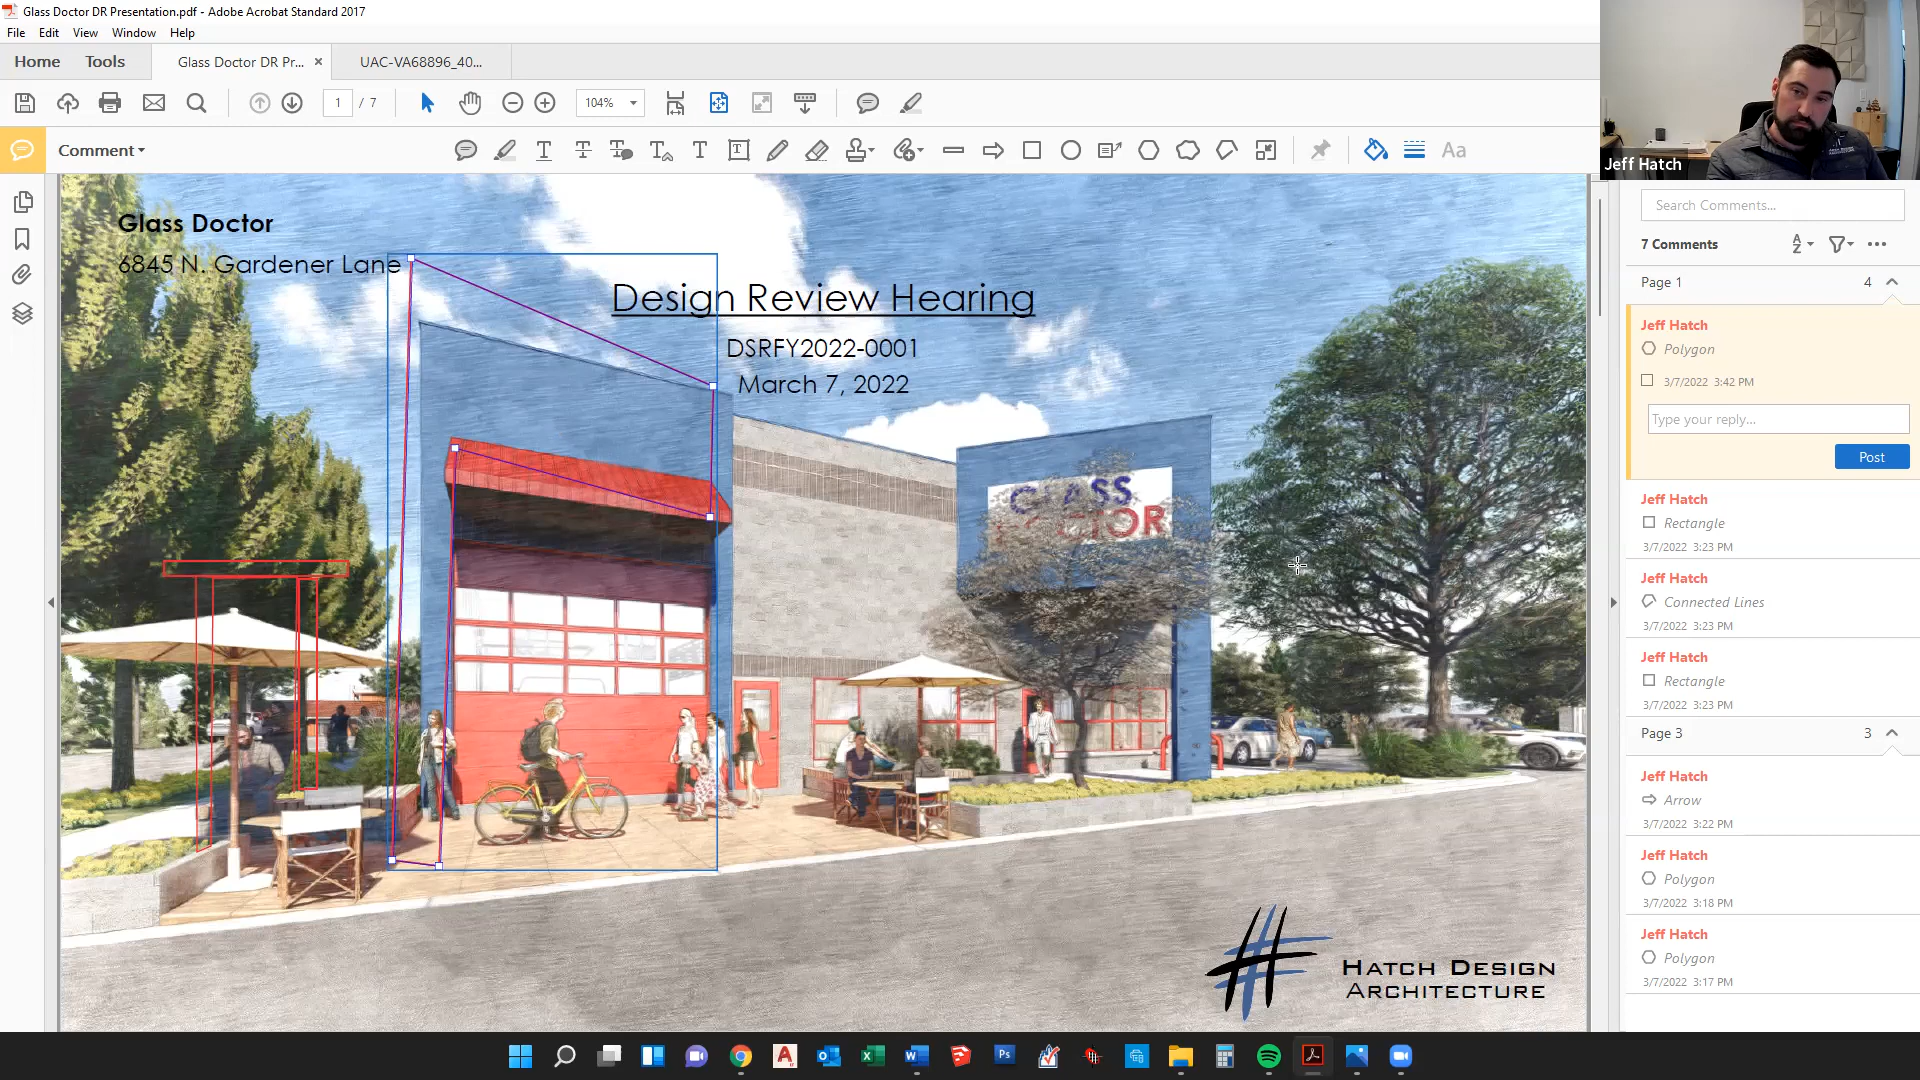 Glass Doctor DR Presentation.pdf - Adobe Acrobat Standard 2017
File Edit View Window Help
Home Tools Glass Doctor DR Pr... × UAC-VA68896_40...
1 / 7 104%
Comment
Aa
Jeff Hatch
Glass Doctor
6845 N. Gardener Lane
Design Review Hearing
DSRFY2022-0001
March 7, 2022
GLASS
DOCTOR
HATCH DESIGN
ARCHITECTURE
Search Comments...
7 Comments
Page 1 4
Jeff Hatch
Polygon
3/7/2022 3:42 PM
Type your reply...
Post
Jeff Hatch
Rectangle
3/7/2022 3:23 PM
Jeff Hatch
Connected Lines
3/7/2022 3:23 PM
Jeff Hatch
Rectangle
3/7/2022 3:23 PM
Page 3 3
Jeff Hatch
Arrow
3/7/2022 3:22 PM
Jeff Hatch
Polygon
3/7/2022 3:18 PM
Jeff Hatch
Polygon
3/7/2022 3:17 PM